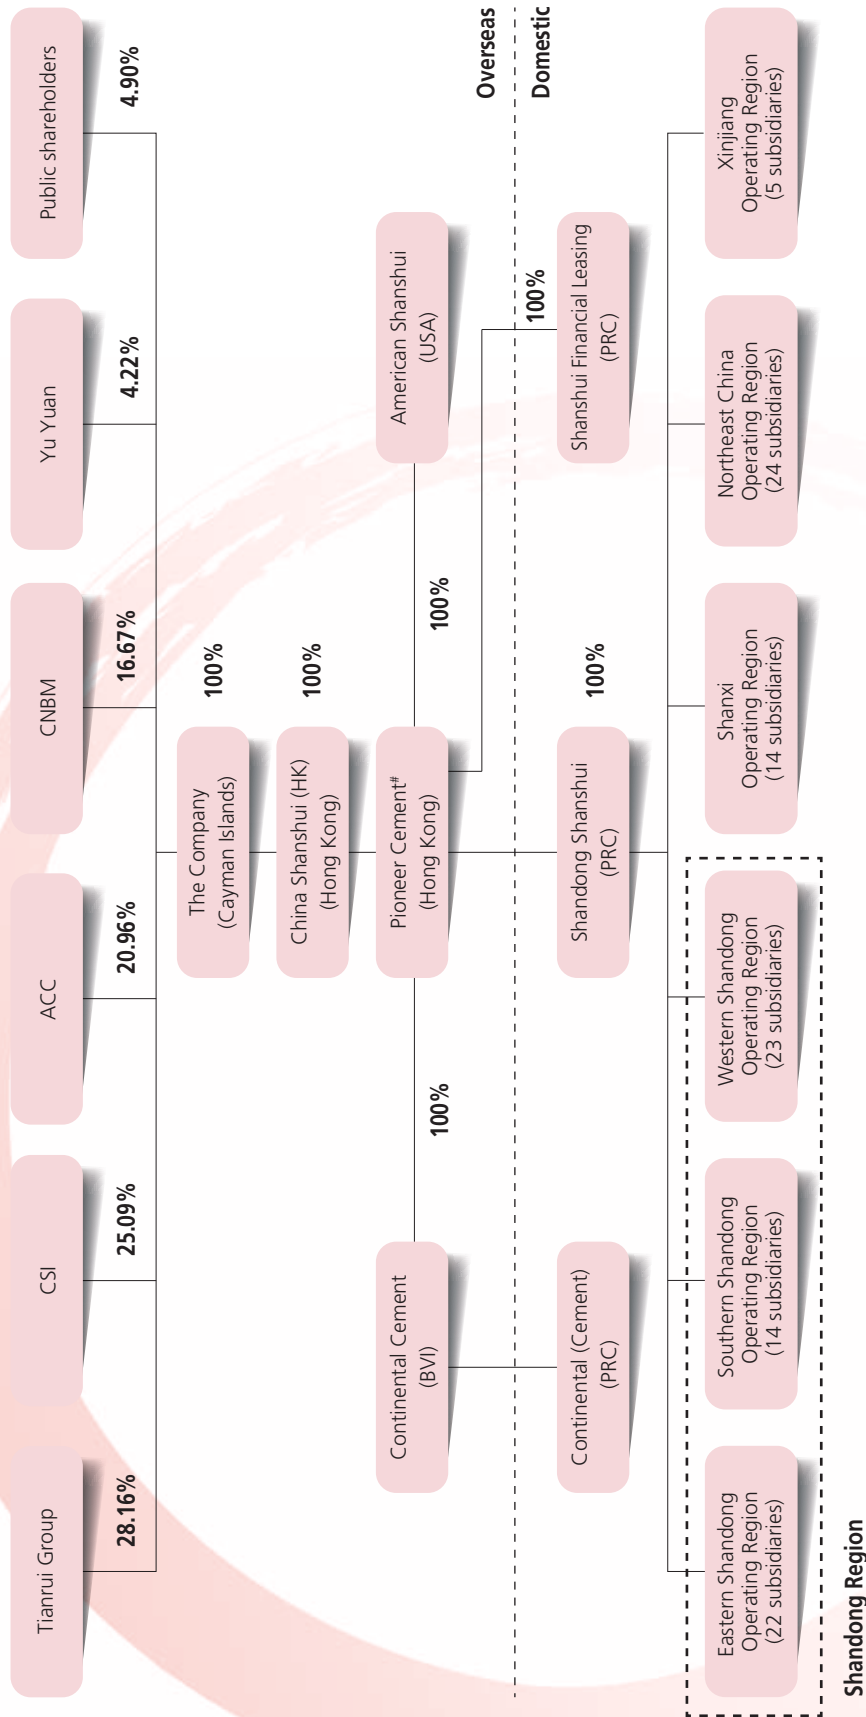 Tianrui Group
CSI
ACC
CNBM
Yu Yuan
Public shareholders
28.16%
25.09%
20.96%
16.67%
4.22%
4.90%
The Company
(Cayman Islands)
100%
China Shanshui (HK)
(Hong Kong)
100%
Continental Cement
(BVI)
100%
Pioneer Cement#
(Hong Kong)
100%
American Shanshui
(USA)
Overseas
Domestic
100%
Continental (Cement)
(PRC)
Shandong Shanshui
(PRC)
100%
Shanshui Financial Leasing
(PRC)
Eastern Shandong
Operating Region
(22 subsidiaries)
Southern Shandong
Operating Region
(14 subsidiaries)
Western Shandong
Operating Region
(23 subsidiaries)
Shanxi
Operating Region
(14 subsidiaries)
Northeast China
Operating Region
(24 subsidiaries)
Xinjiang
Operating Region
(5 subsidiaries)
Shandong Region